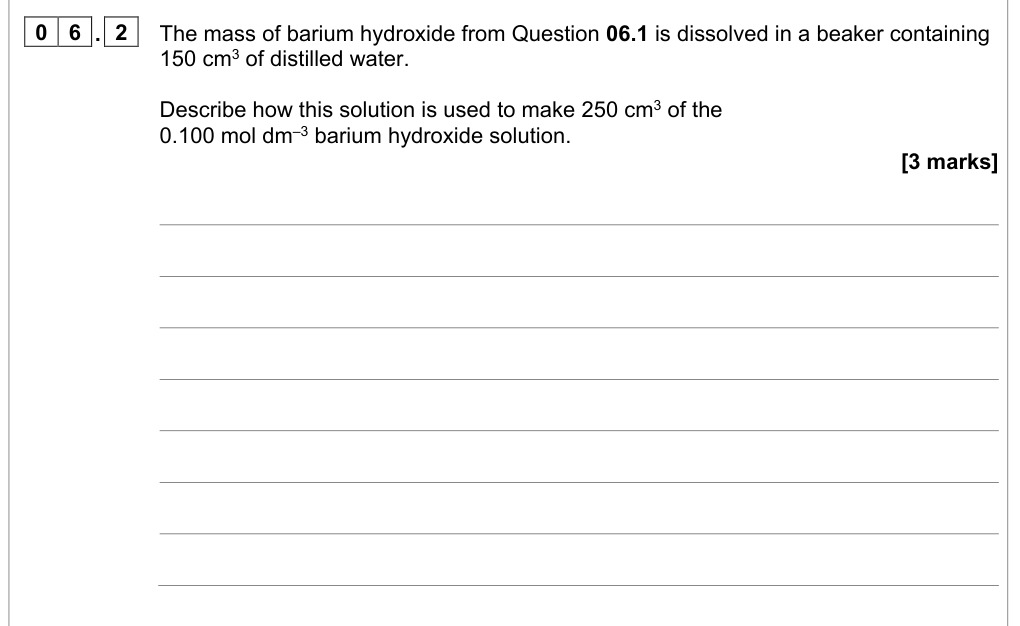 06.2 The mass of barium hydroxide from Question 06.1 is dissolved in a beaker containing
150 cm³ of distilled water.
Describe how this solution is used to make 250 cm³ of the
0.100 mol dm⁻³ barium hydroxide solution.
[3 marks]